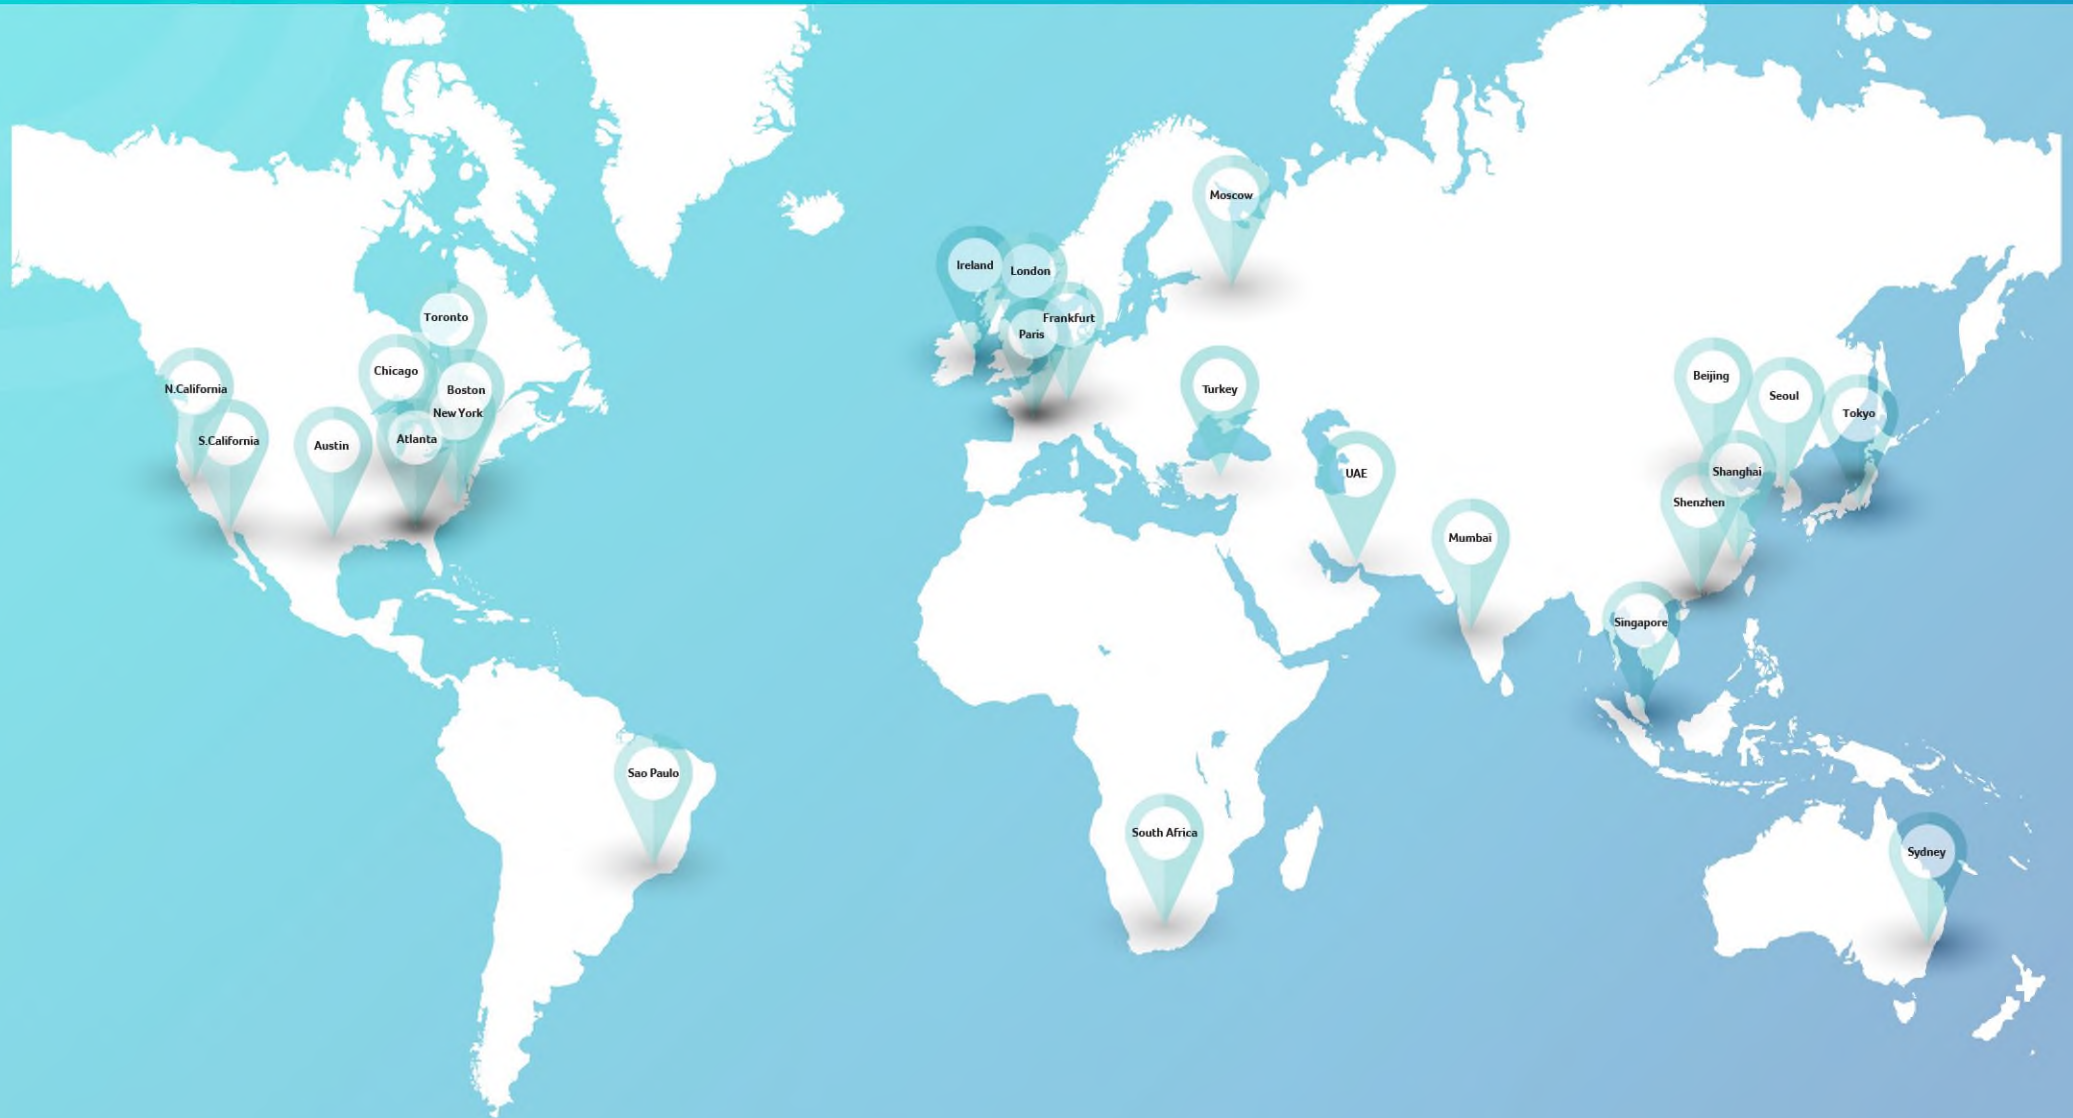 Moscow
Ireland
London
Toronto
Frankfurt
Paris
Chicago
Beijing
N.California
Boston
Turkey
Seoul
New York
Tokyo
S.California
Austin
Atlanta
UAE
Shanghai
Shenzhen
Mumbai
Singapore
Sao Paulo
South Africa
Sydney